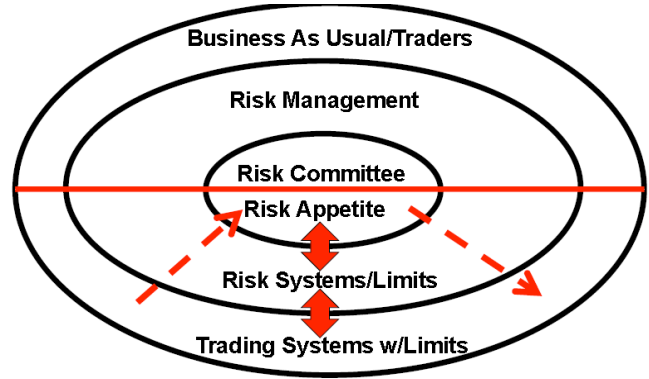 Business As Usual/Traders
Risk Management
Risk Committee
Risk Appetite
Risk Systems/Limits
Trading Systems w/Limits